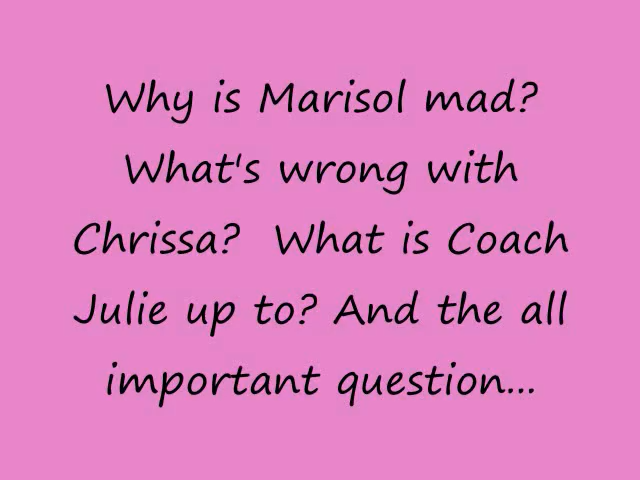 Why is Marisol mad?
What's wrong with
Chrissa?  What is Coach
Julie up to? And the all
important question...